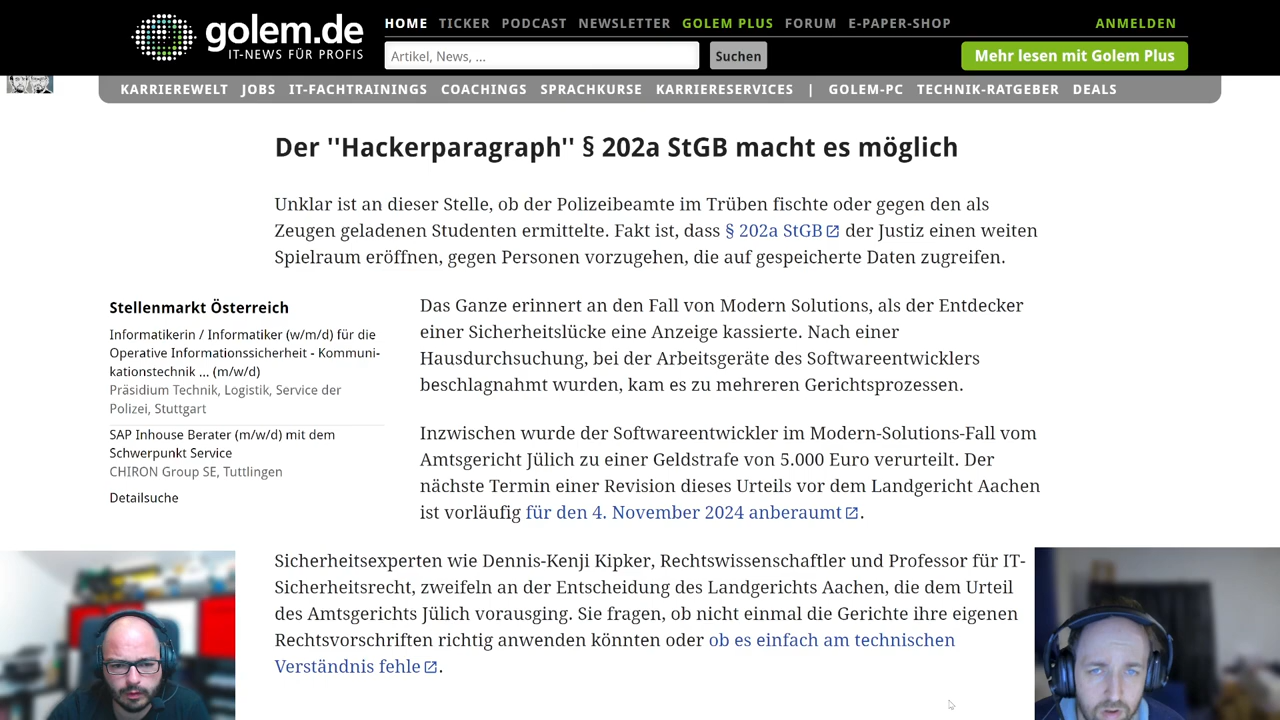 golem.de
IT-NEWS FÜR PROFIS
HOME TICKER PODCAST NEWSLETTER GOLEM PLUS FORUM E-PAPER-SHOP
ANMELDEN
Artikel, News, ...
Suchen
Mehr lesen mit Golem Plus
KARRIEREWELT JOBS IT-FACHTRAININGS COACHINGS SPRACHKURSE KARRIERESERVICES | GOLEM-PC TECHNIK-RATGEBER DEALS
Der "Hackerparagraph" § 202a StGB macht es möglich
Unklar ist an dieser Stelle, ob der Polizeibeamte im Trüben fischte oder gegen den als
Zeugen geladenen Studenten ermittelte. Fakt ist, dass § 202a StGB der Justiz einen weiten
Spielraum eröffnen, gegen Personen vorzugehen, die auf gespeicherte Daten zugreifen.
Stellenmarkt Österreich
Informatikerin / Informatiker (w/m/d) für die
Operative Informationssicherheit - Kommuni-
kationstechnik ... (m/w/d)
Präsidium Technik, Logistik, Service der
Polizei, Stuttgart
SAP Inhouse Berater (m/w/d) mit dem
Schwerpunkt Service
CHIRON Group SE, Tuttlingen
Detailsuche
Das Ganze erinnert an den Fall von Modern Solutions, als der Entdecker
einer Sicherheitslücke eine Anzeige kassierte. Nach einer
Hausdurchsuchung, bei der Arbeitsgeräte des Softwareentwicklers
beschlagnahmt wurden, kam es zu mehreren Gerichtsprozessen.
Inzwischen wurde der Softwareentwickler im Modern-Solutions-Fall vom
Amtsgericht Jülich zu einer Geldstrafe von 5.000 Euro verurteilt. Der
nächste Termin einer Revision dieses Urteils vor dem Landgericht Aachen
ist vorläufig für den 4. November 2024 anberaumt.
Sicherheitsexperten wie Dennis-Kenji Kipker, Rechtswissenschaftler und Professor für IT-
Sicherheitsrecht, zweifeln an der Entscheidung des Landgerichts Aachen, die dem Urteil
des Amtsgerichts Jülich vorausging. Sie fragen, ob nicht einmal die Gerichte ihre eigenen
Rechtsvorschriften richtig anwenden könnten oder ob es einfach am technischen
Verständnis fehle.